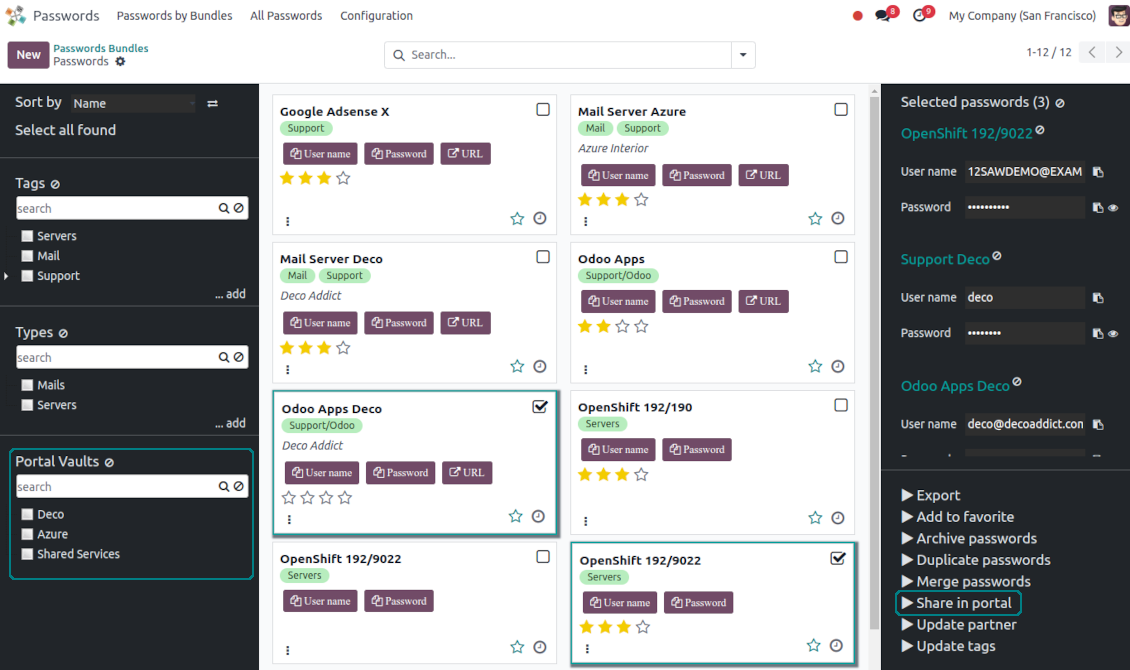 Passwords Passwords by Bundles All Passwords Configuration 8 9 My Company (San Francisco)
New Passwords Bundles
Passwords
Search...
1-12 / 12
Sort by Name
Select all found
Tags
search
Servers
Mail
Support
... add
Types
search
Mails
Servers
... add
Portal Vaults
search
Deco
Azure
Shared Services
Google Adsense X
Support
User name Password URL
Mail Server Azure
Mail Support
Azure Interior
User name Password URL
Mail Server Deco
Mail Support
Deco Addict
User name Password URL
Odoo Apps
Support/Odoo
User name Password URL
Odoo Apps Deco
Support/Odoo
Deco Addict
User name Password URL
OpenShift 192/190
Servers
User name Password
OpenShift 192/9022
Servers
User name Password
OpenShift 192/9022
Servers
User name Password
Selected passwords (3)
OpenShift 192/9022
User name 12SAWDEMO@EXAM
Password ••••••••••
Support Deco
User name deco
Password ••••••••
Odoo Apps Deco
User name deco@decoaddict.con
Export
Add to favorite
Archive passwords
Duplicate passwords
Merge passwords
Share in portal
Update partner
Update tags